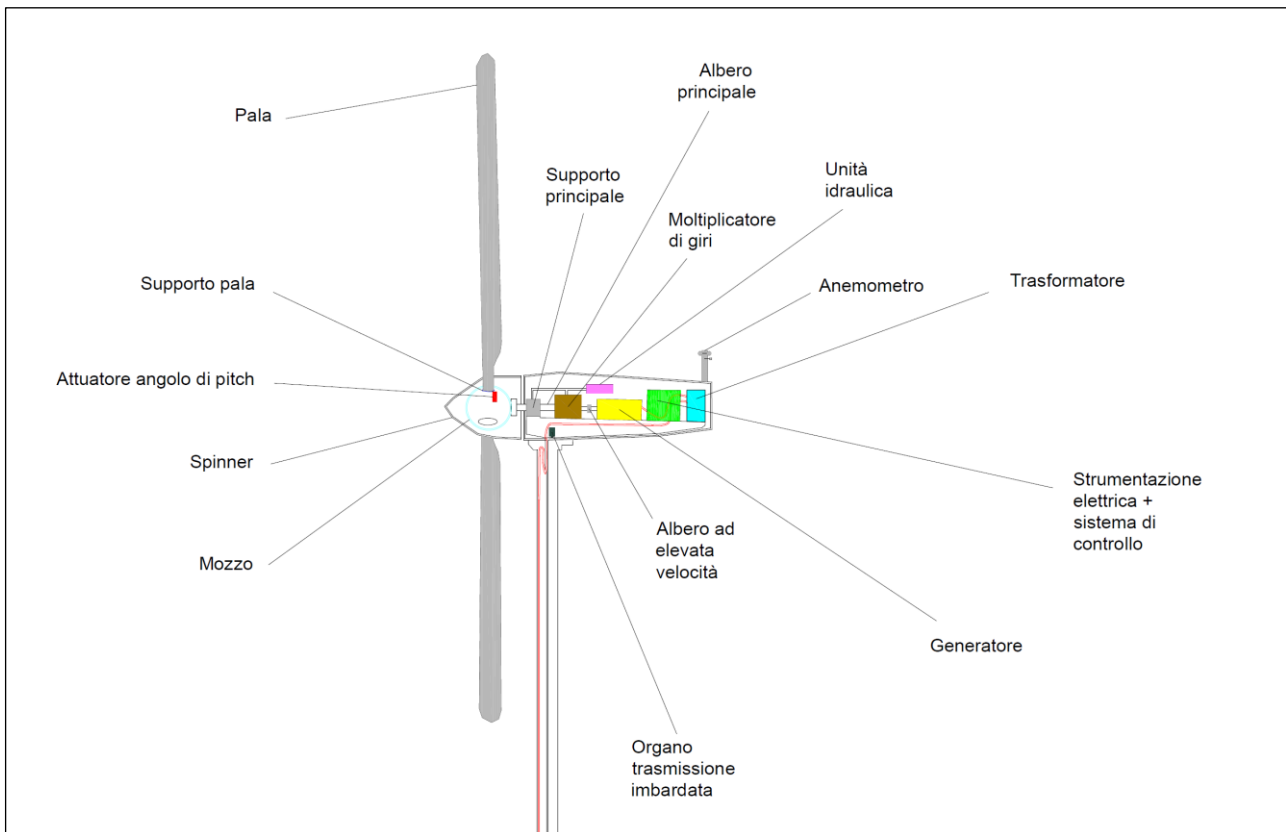 Pala
Albero
principale
Supporto
principale
Unità
idraulica
Moltiplicatore
di giri
Supporto pala
Anemometro
Trasformatore
Attuatore angolo di pitch
Spinner
Mozzo
Albero ad
elevata
velocità
Strumentazione
elettrica +
sistema di
controllo
Generatore
Organo
trasmissione
imbardata